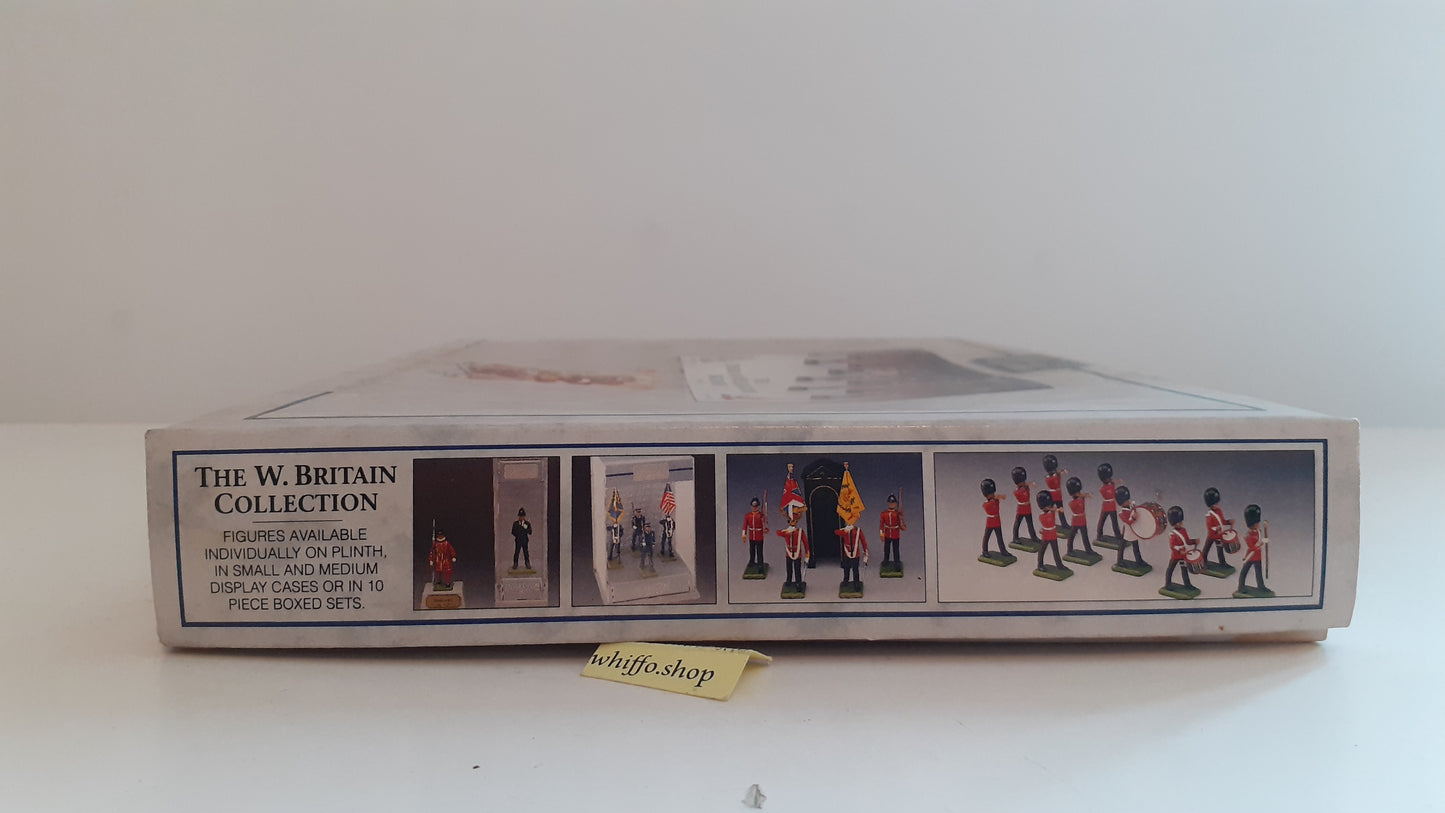 THE W. BRITAIN
COLLECTION
FIGURES AVAILABLE
INDIVIDUALLY ON PLINTH,
IN SMALL AND MEDIUM
DISPLAY CASES OR IN 10
PIECE BOXED SETS.
whiffo.shop